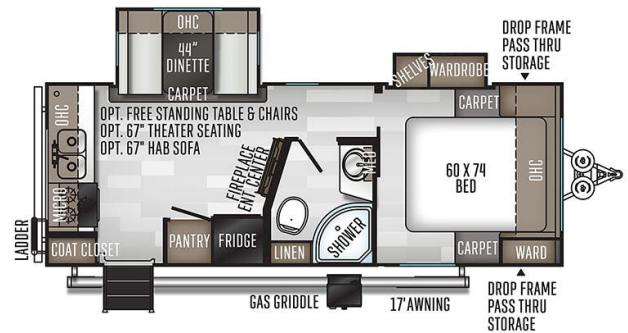 OHC
44"
DINETTE
CARPET
OPT. FREE STANDING TABLE & CHAIRS
OPT. 67" THEATER SEATING
OPT. 67" HAB SOFA
OHC
MICRO
LADDER
COAT CLOSET
PANTRY
FRIDGE
FIREPLACE
ENT CENTER
LINEN
SHOWER
MED
SHELVES
WARDROBE
DROP FRAME
PASS THRU
STORAGE
CARPET
60 X 74
BED
OHC
CARPET
WARD
GAS GRIDDLE
17' AWNING
DROP FRAME
PASS THRU
STORAGE